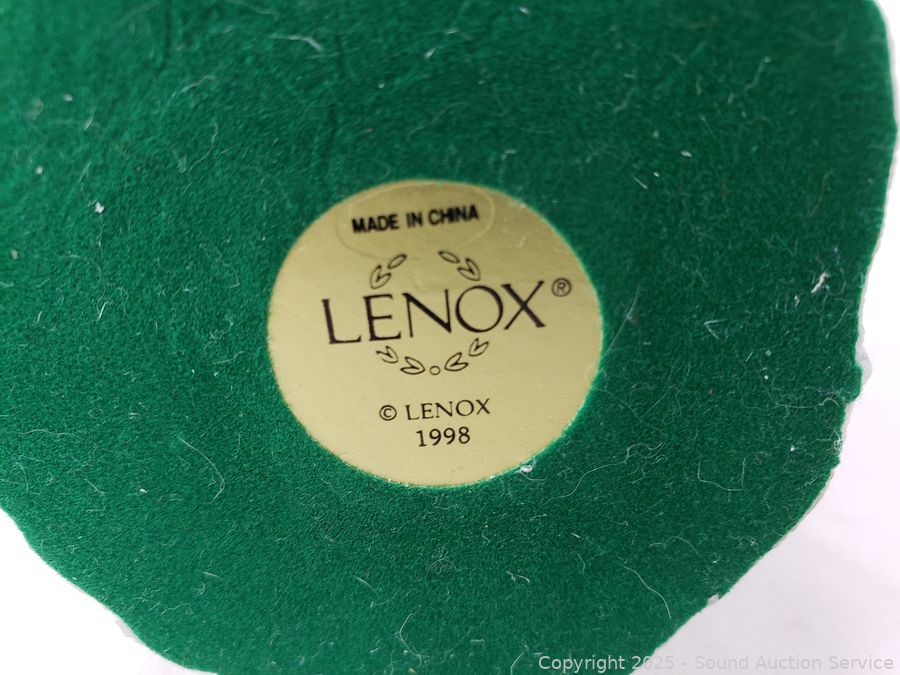 MADE IN CHINA
LENOX®
© LENOX
1998
Copyright 2025 - Sound Auction Service